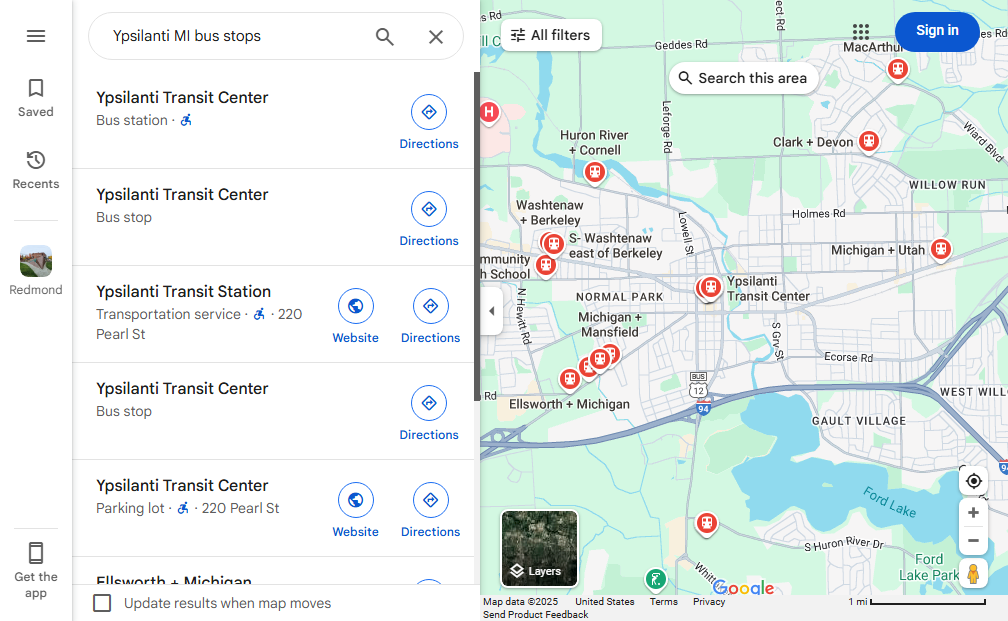 Ypsilanti MI bus stops
Saved
Recents
Redmond
Get the
app
Ypsilanti Transit Center
Bus station ·
Directions
Ypsilanti Transit Center
Bus stop
Directions
Ypsilanti Transit Station
Transportation service · · 220
Pearl St
Website
Directions
Ypsilanti Transit Center
Bus stop
Directions
Ypsilanti Transit Center
Parking lot · · 220 Pearl St
Website
Directions
Ellsworth + Michigan
Update results when map moves
All filters
Search this area
Sign in
Geddes Rd
MacArthur
Leforge Rd
Huron River
+ Cornell
Clark + Devon
Wiard Blvd
WILLOW RUN
Washtenaw
+ Berkeley
Holmes Rd
Lowell St
S- Washtenaw
east of Berkeley
Michigan + Utah
mmunity
h School
N Hewitt Rd
NORMAL PARK
Ypsilanti
Transit Center
Michigan +
Mansfield
S Grv St
Ecorse Rd
BUS
12
94
Rd
Ellsworth + Michigan
WEST WILL
GAULT VILLAGE
H
Ford Lake
S Huron River Dr
Ford
Lake Park
Whitt
Layers
Google
Map data ©2025
United States
Terms
Privacy
1 mi
Send Product Feedback